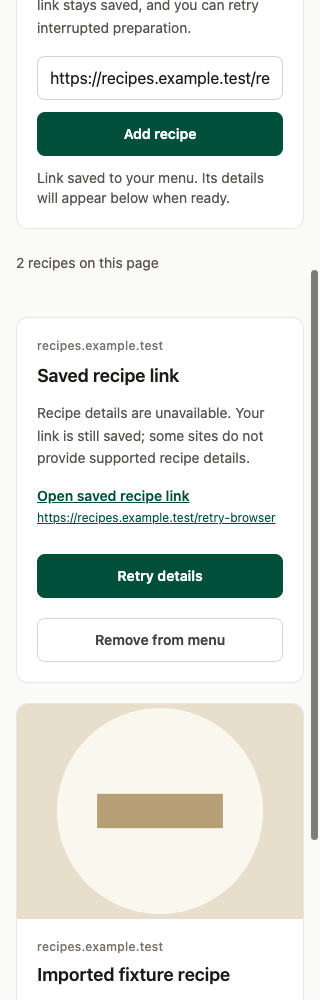 link stays saved, and you can retry
interrupted preparation.
https://recipes.example.test/re
Add recipe
Link saved to your menu. Its details
will appear below when ready.
2 recipes on this page
recipes.example.test
Saved recipe link
Recipe details are unavailable. Your
link is still saved; some sites do not
provide supported recipe details.
Open saved recipe link
https://recipes.example.test/retry-browser
Retry details
Remove from menu
recipes.example.test
Imported fixture recipe